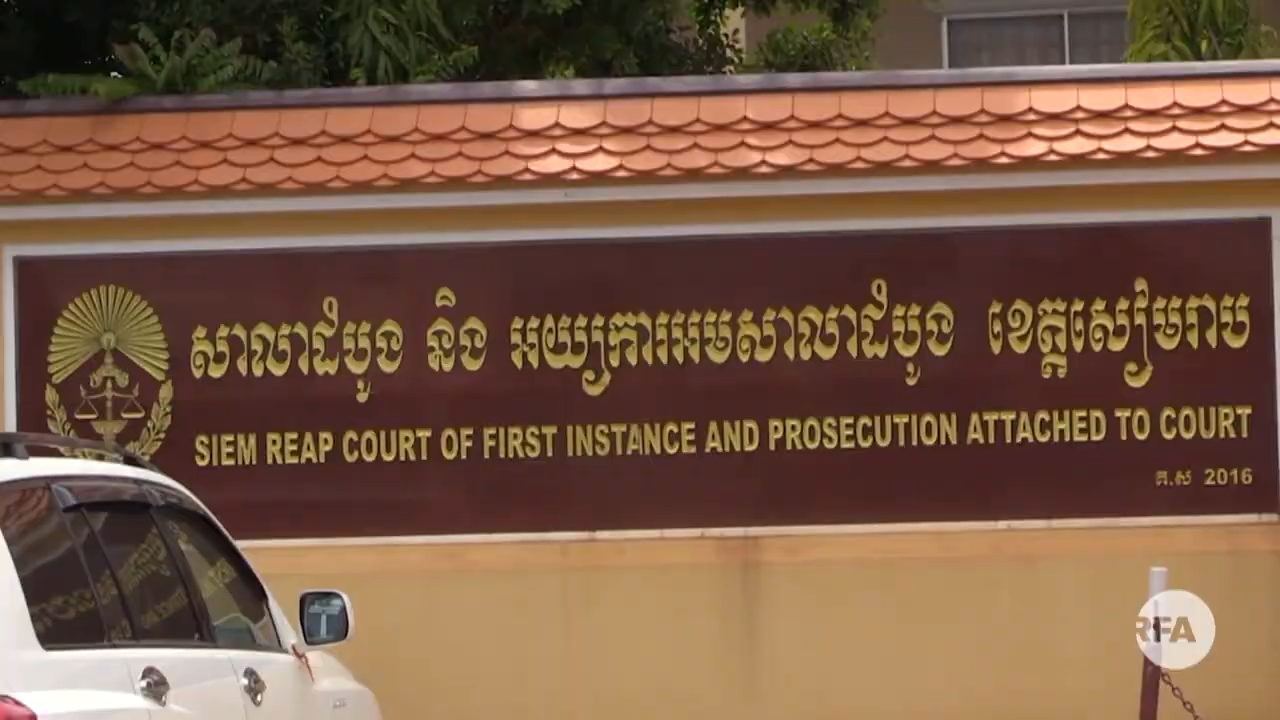 សាលាដំបូង និង អយ្យការអមសាលាដំបូង ខេត្តសៀមរាប
SIEM REAP COURT OF FIRST INSTANCE AND PROSECUTION ATTACHED TO COURT
គ.ស 2016
RFA